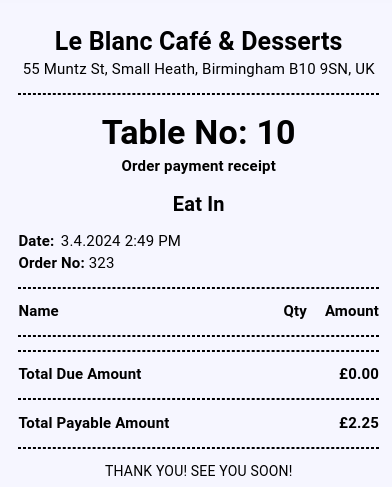 Le Blanc Café & Desserts
55 Muntz St, Small Heath, Birmingham B10 9SN, UK
Table No: 10
Order payment receipt
Eat In
Date: 3.4.2024 2:49 PM
Order No: 323
Name Qty Amount
Total Due Amount £0.00
Total Payable Amount £2.25
THANK YOU! SEE YOU SOON!